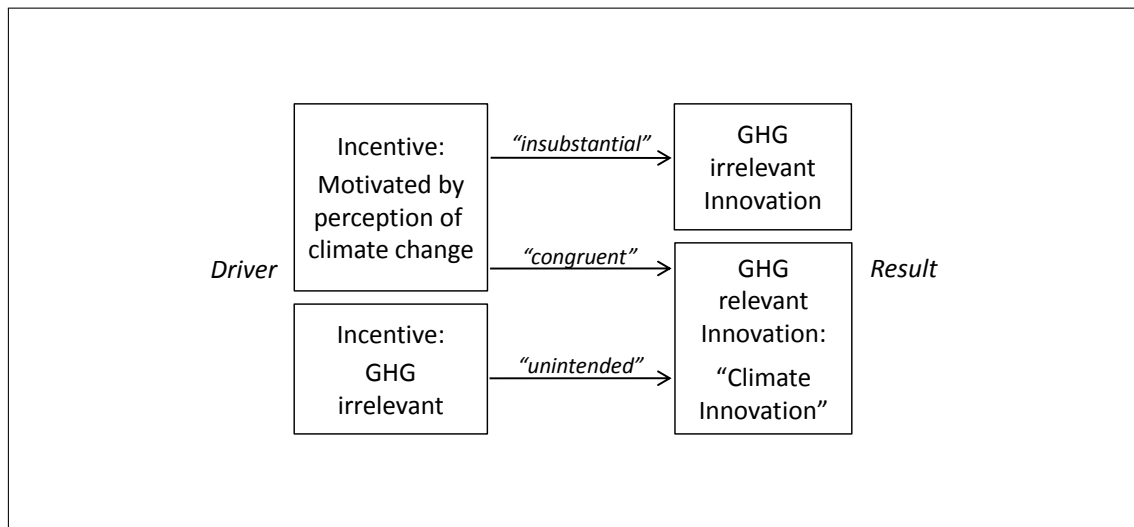 Incentive:
Motivated by
perception of
climate change
“insubstantial”
GHG
irrelevant
Innovation
Driver
“congruent”
GHG
relevant
Innovation:
“Climate
Innovation”
Result
Incentive:
GHG
irrelevant
“unintended”